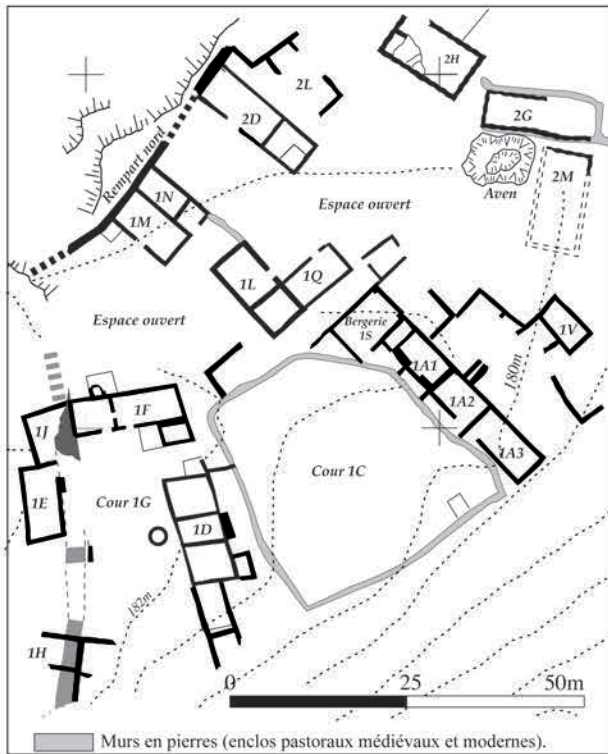 2H
2L
2G
2D
Rempart nord
Aven
2M
1N
1M
Espace ouvert
1L
1Q
Espace ouvert
Bergerie
1S
1V
1A1
180m
1A2
1F
1J
1A3
1E
Cour 1G
Cour 1C
1D
182m
1H
0 25 50m
Murs en pierres (enclos pastoraux médiévaux et modernes).